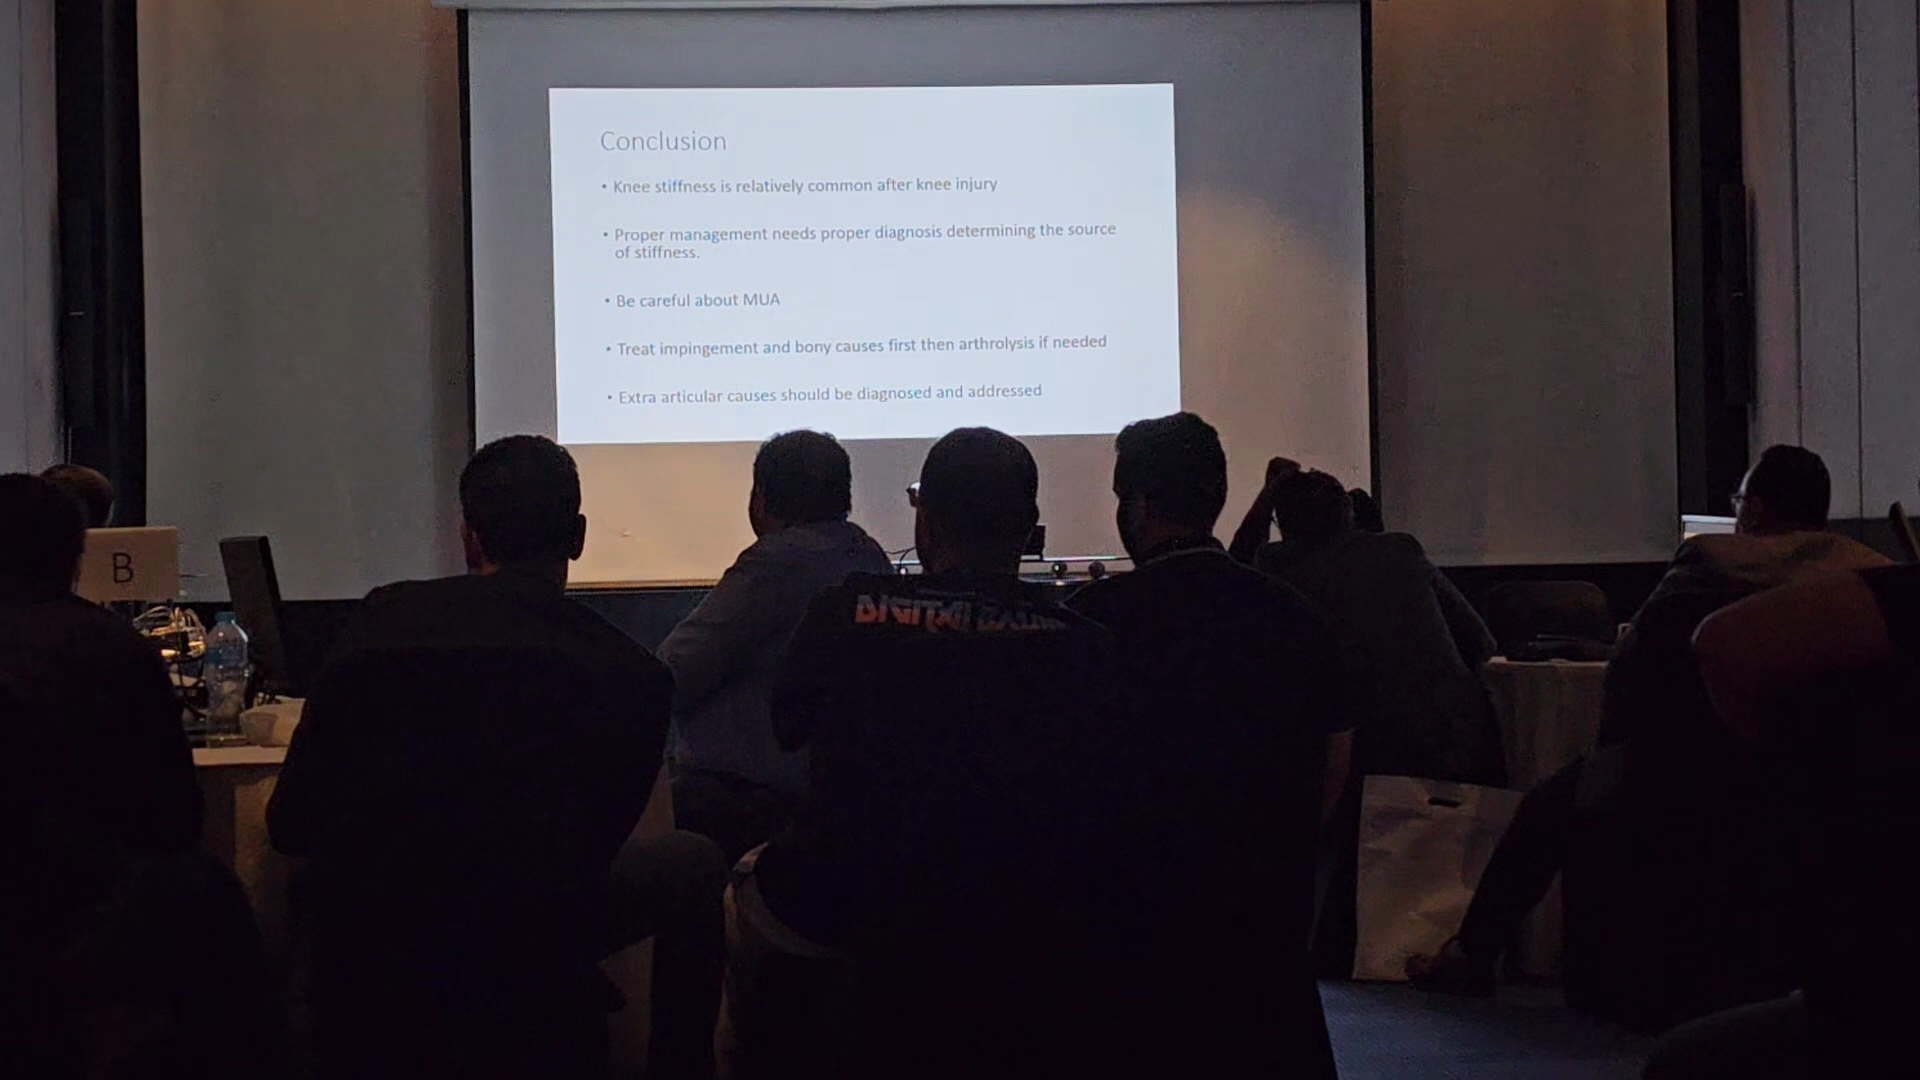 Conclusion
• Knee stiffness is relatively common after knee injury
• Proper management needs proper diagnosis determining the source
of stiffness.
• Be careful about MUA
• Treat impingement and bony causes first then arthrolysis if needed
• Extra articular causes should be diagnosed and addressed
B
DIGITAL